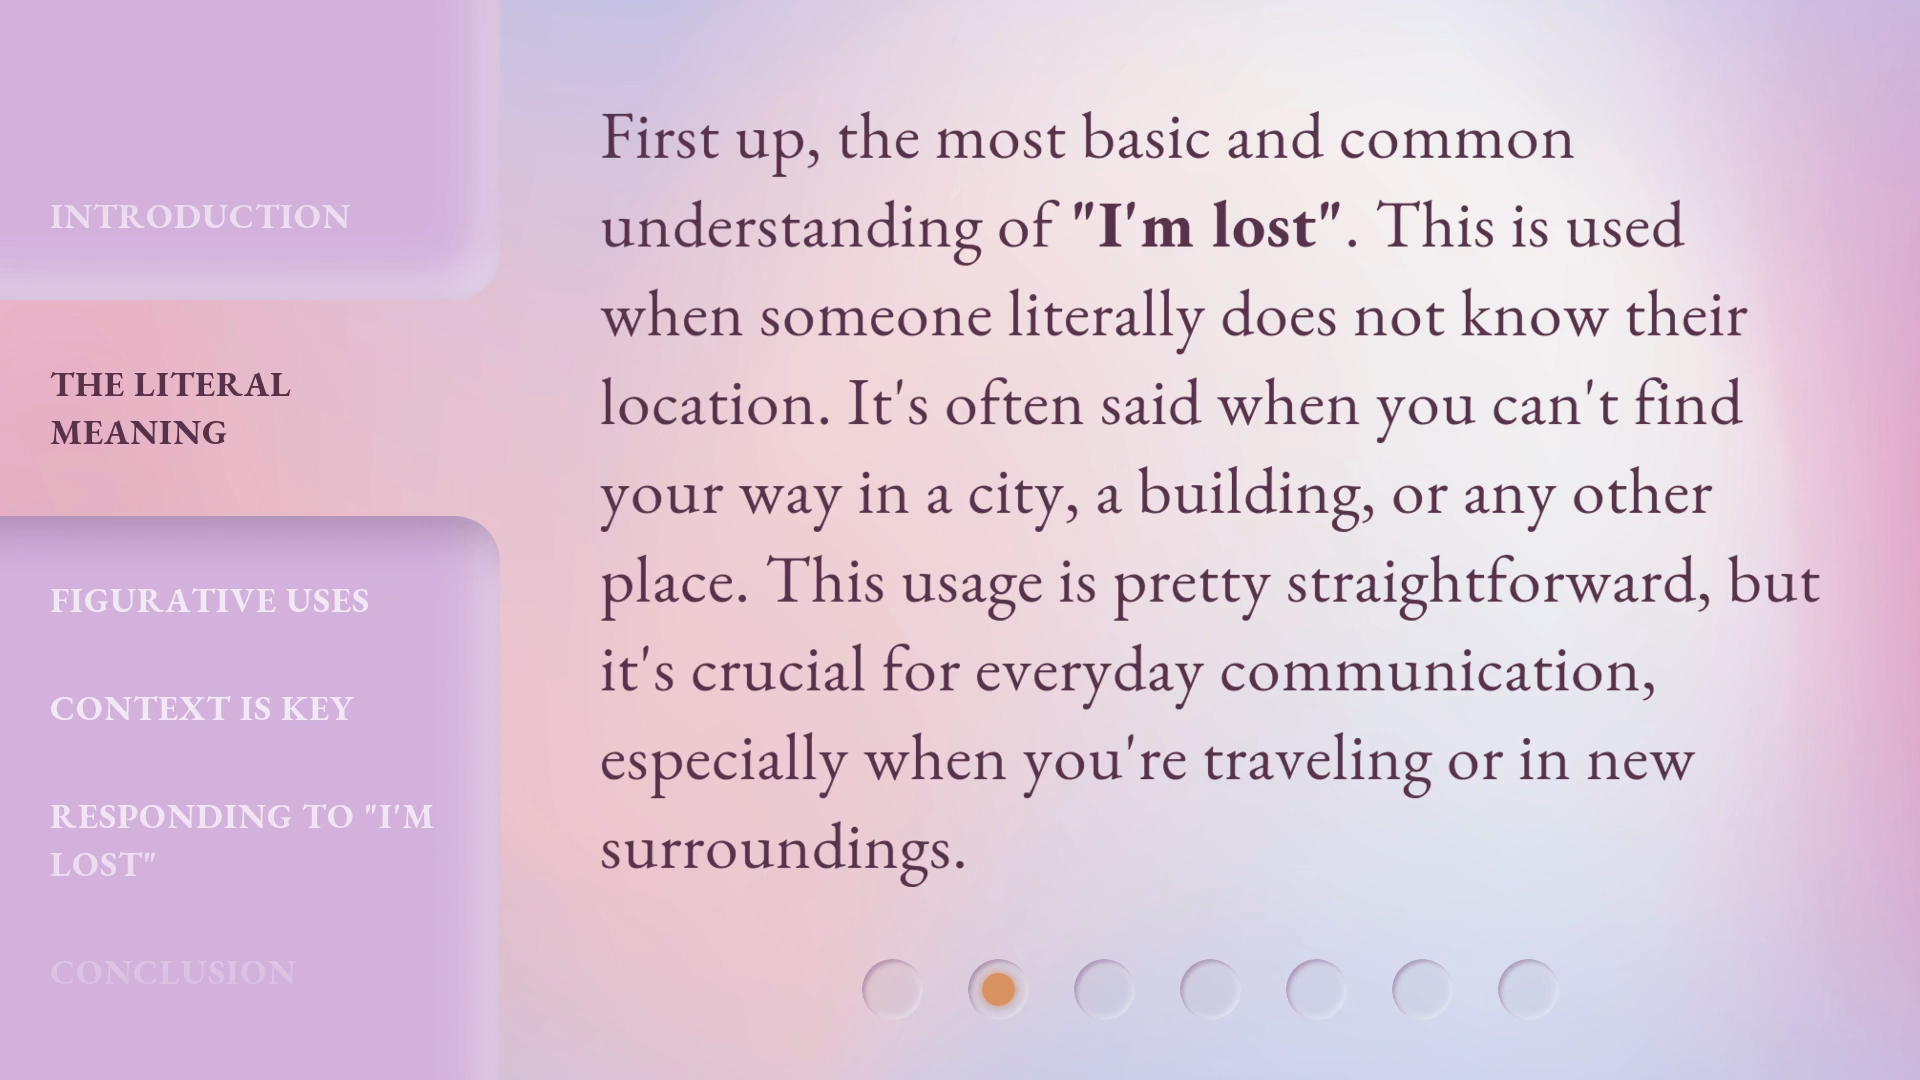 INTRODUCTION
THE LITERAL
MEANING
FIGURATIVE USES
CONTEXT IS KEY
RESPONDING TO "I'M
LOST"
CONCLUSION
First up, the most basic and common
understanding of "I'm lost". This is used
when someone literally does not know their
location. It's often said when you can't find
your way in a city, a building, or any other
place. This usage is pretty straightforward, but
it's crucial for everyday communication,
especially when you're traveling or in new
surroundings.